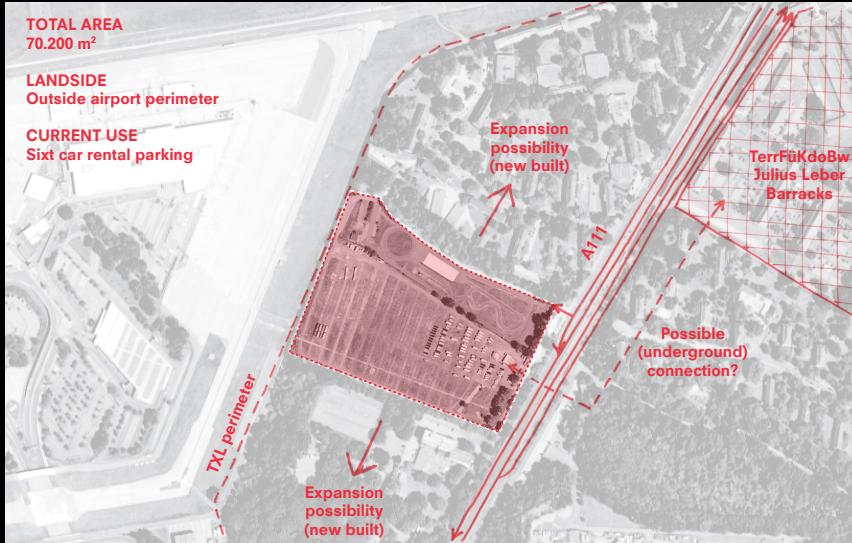 TOTAL AREA
70.200 m²
LANDSIDE
Outside airport perimeter
CURRENT USE
Sixt car rental parking
Expansion
possibility
(new built)
TerrFüKdoBw
Julius Leber
Barracks
A111
Possible
(underground)
connection?
TXL perimeter
Expansion
possibility
(new built)